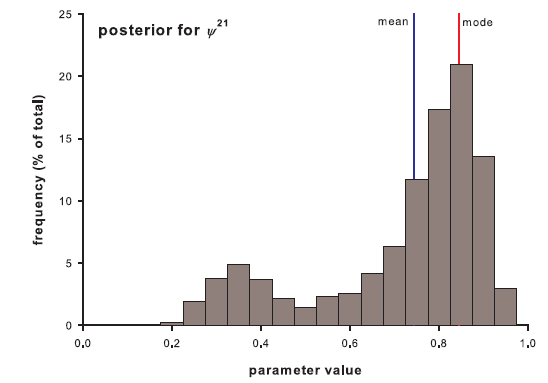 posterior for ψ²¹
mean
mode
frequency (% of total)
25
20
15
10
5
0
0.0 0.2 0.4 0.6 0.8 1.0
parameter value